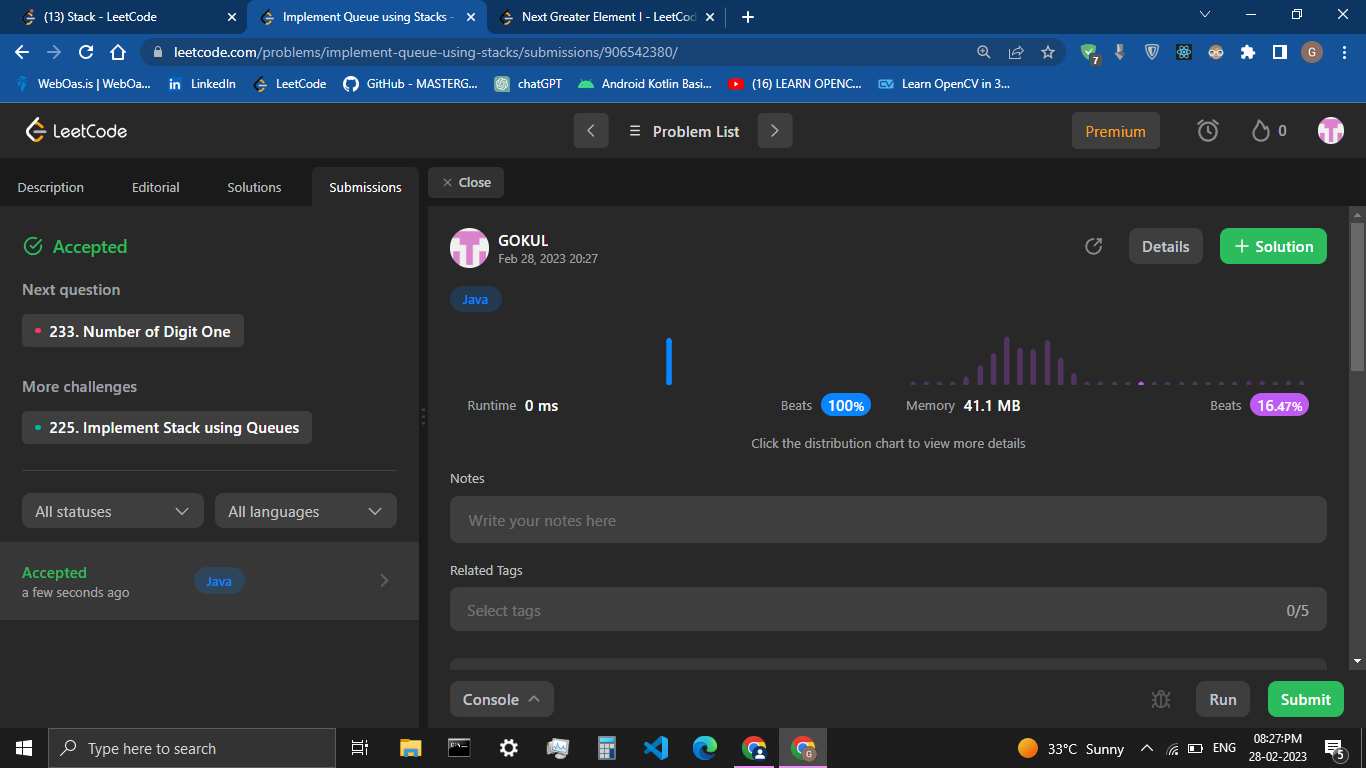 (13) Stack - LeetCode
Implement Queue using Stacks -
Next Greater Element I - LeetCod
leetcode.com/problems/implement-queue-using-stacks/submissions/906542380/
7
G
WebOas.is | WebOa...
LinkedIn
LeetCode
GitHub - MASTERG...
chatGPT
Android Kotlin Basi...
(16) LEARN OPENC...
Learn OpenCV in 3...
LeetCode
Problem List
Premium
0
Description
Editorial
Solutions
Submissions
Close
Accepted
Next question
233. Number of Digit One
More challenges
225. Implement Stack using Queues
All statuses
All languages
Accepted
a few seconds ago
Java
GOKUL
Feb 28, 2023 20:27
Details
Solution
Java
Runtime 0 ms
Beats 100%
Memory 41.1 MB
Beats 16.47%
Click the distribution chart to view more details
Notes
Write your notes here
Related Tags
Select tags
0/5
Console
Run
Submit
Type here to search
G
33°C Sunny
ENG
08:27:PM
28-02-2023
5